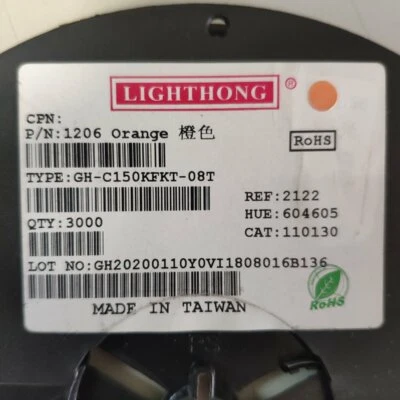 LIGHTHONG ®
CPN:
P/N:1206 Orange 橙色
RoHS
TYPE:GH-C150KFKT-08T
REF:2122
QTY:3000
HUE:604605
CAT:110130
LOT NO:GH20200110Y0VI1808016B136
RoHS
MADE IN TAIWAN